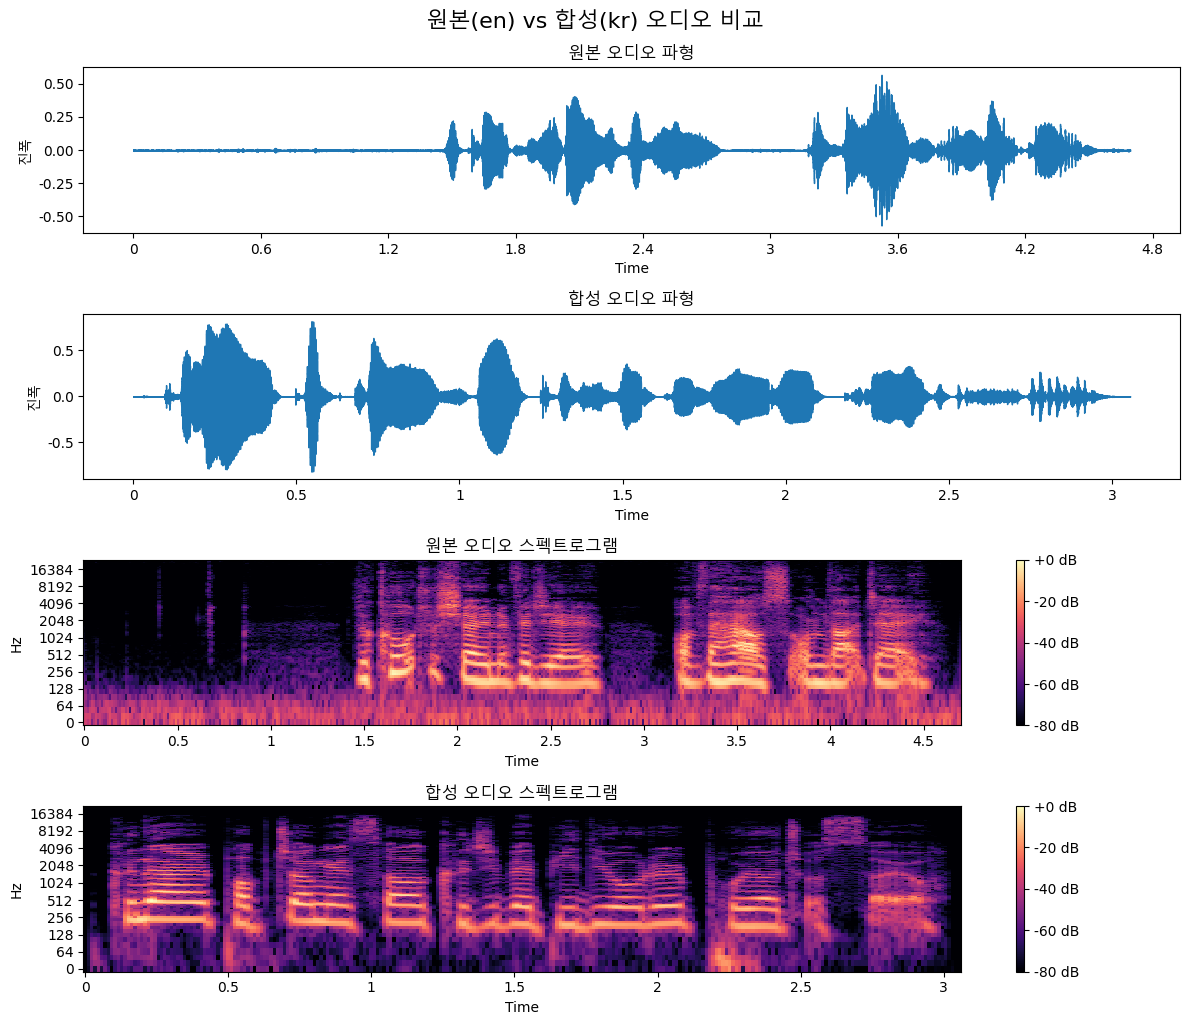 원본(en) vs 합성(kr) 오디오 비교
원본 오디오 파형
진폭
0.50
0.25
0.00
-0.25
-0.50
0 0.6 1.2 1.8 2.4 3 3.6 4.2 4.8
Time
합성 오디오 파형
진폭
0.5
0.0
-0.5
0 0.5 1 1.5 2 2.5 3
Time
원본 오디오 스펙트로그램
Hz
16384
8192
4096
2048
1024
512
256
128
64
0
0 0.5 1 1.5 2 2.5 3 3.5 4 4.5
Time
+0 dB
-20 dB
-40 dB
-60 dB
-80 dB
합성 오디오 스펙트로그램
Hz
16384
8192
4096
2048
1024
512
256
128
64
0
0 0.5 1 1.5 2 2.5 3
Time
+0 dB
-20 dB
-40 dB
-60 dB
-80 dB